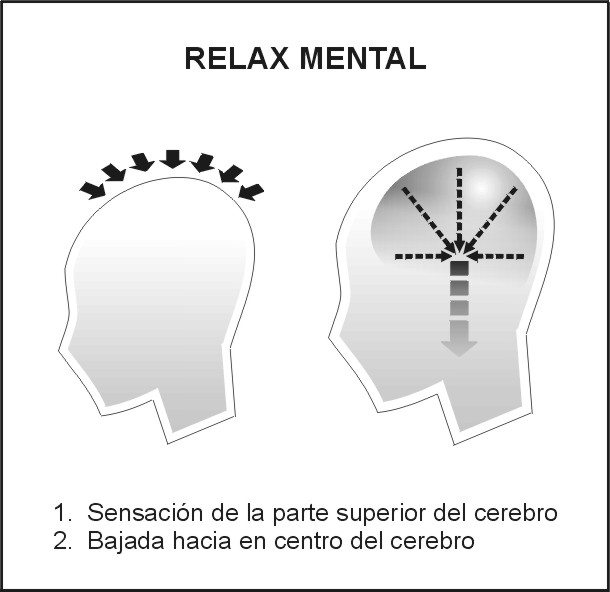 RELAX MENTAL
1. Sensación de la parte superior del cerebro
2. Bajada hacia en centro del cerebro